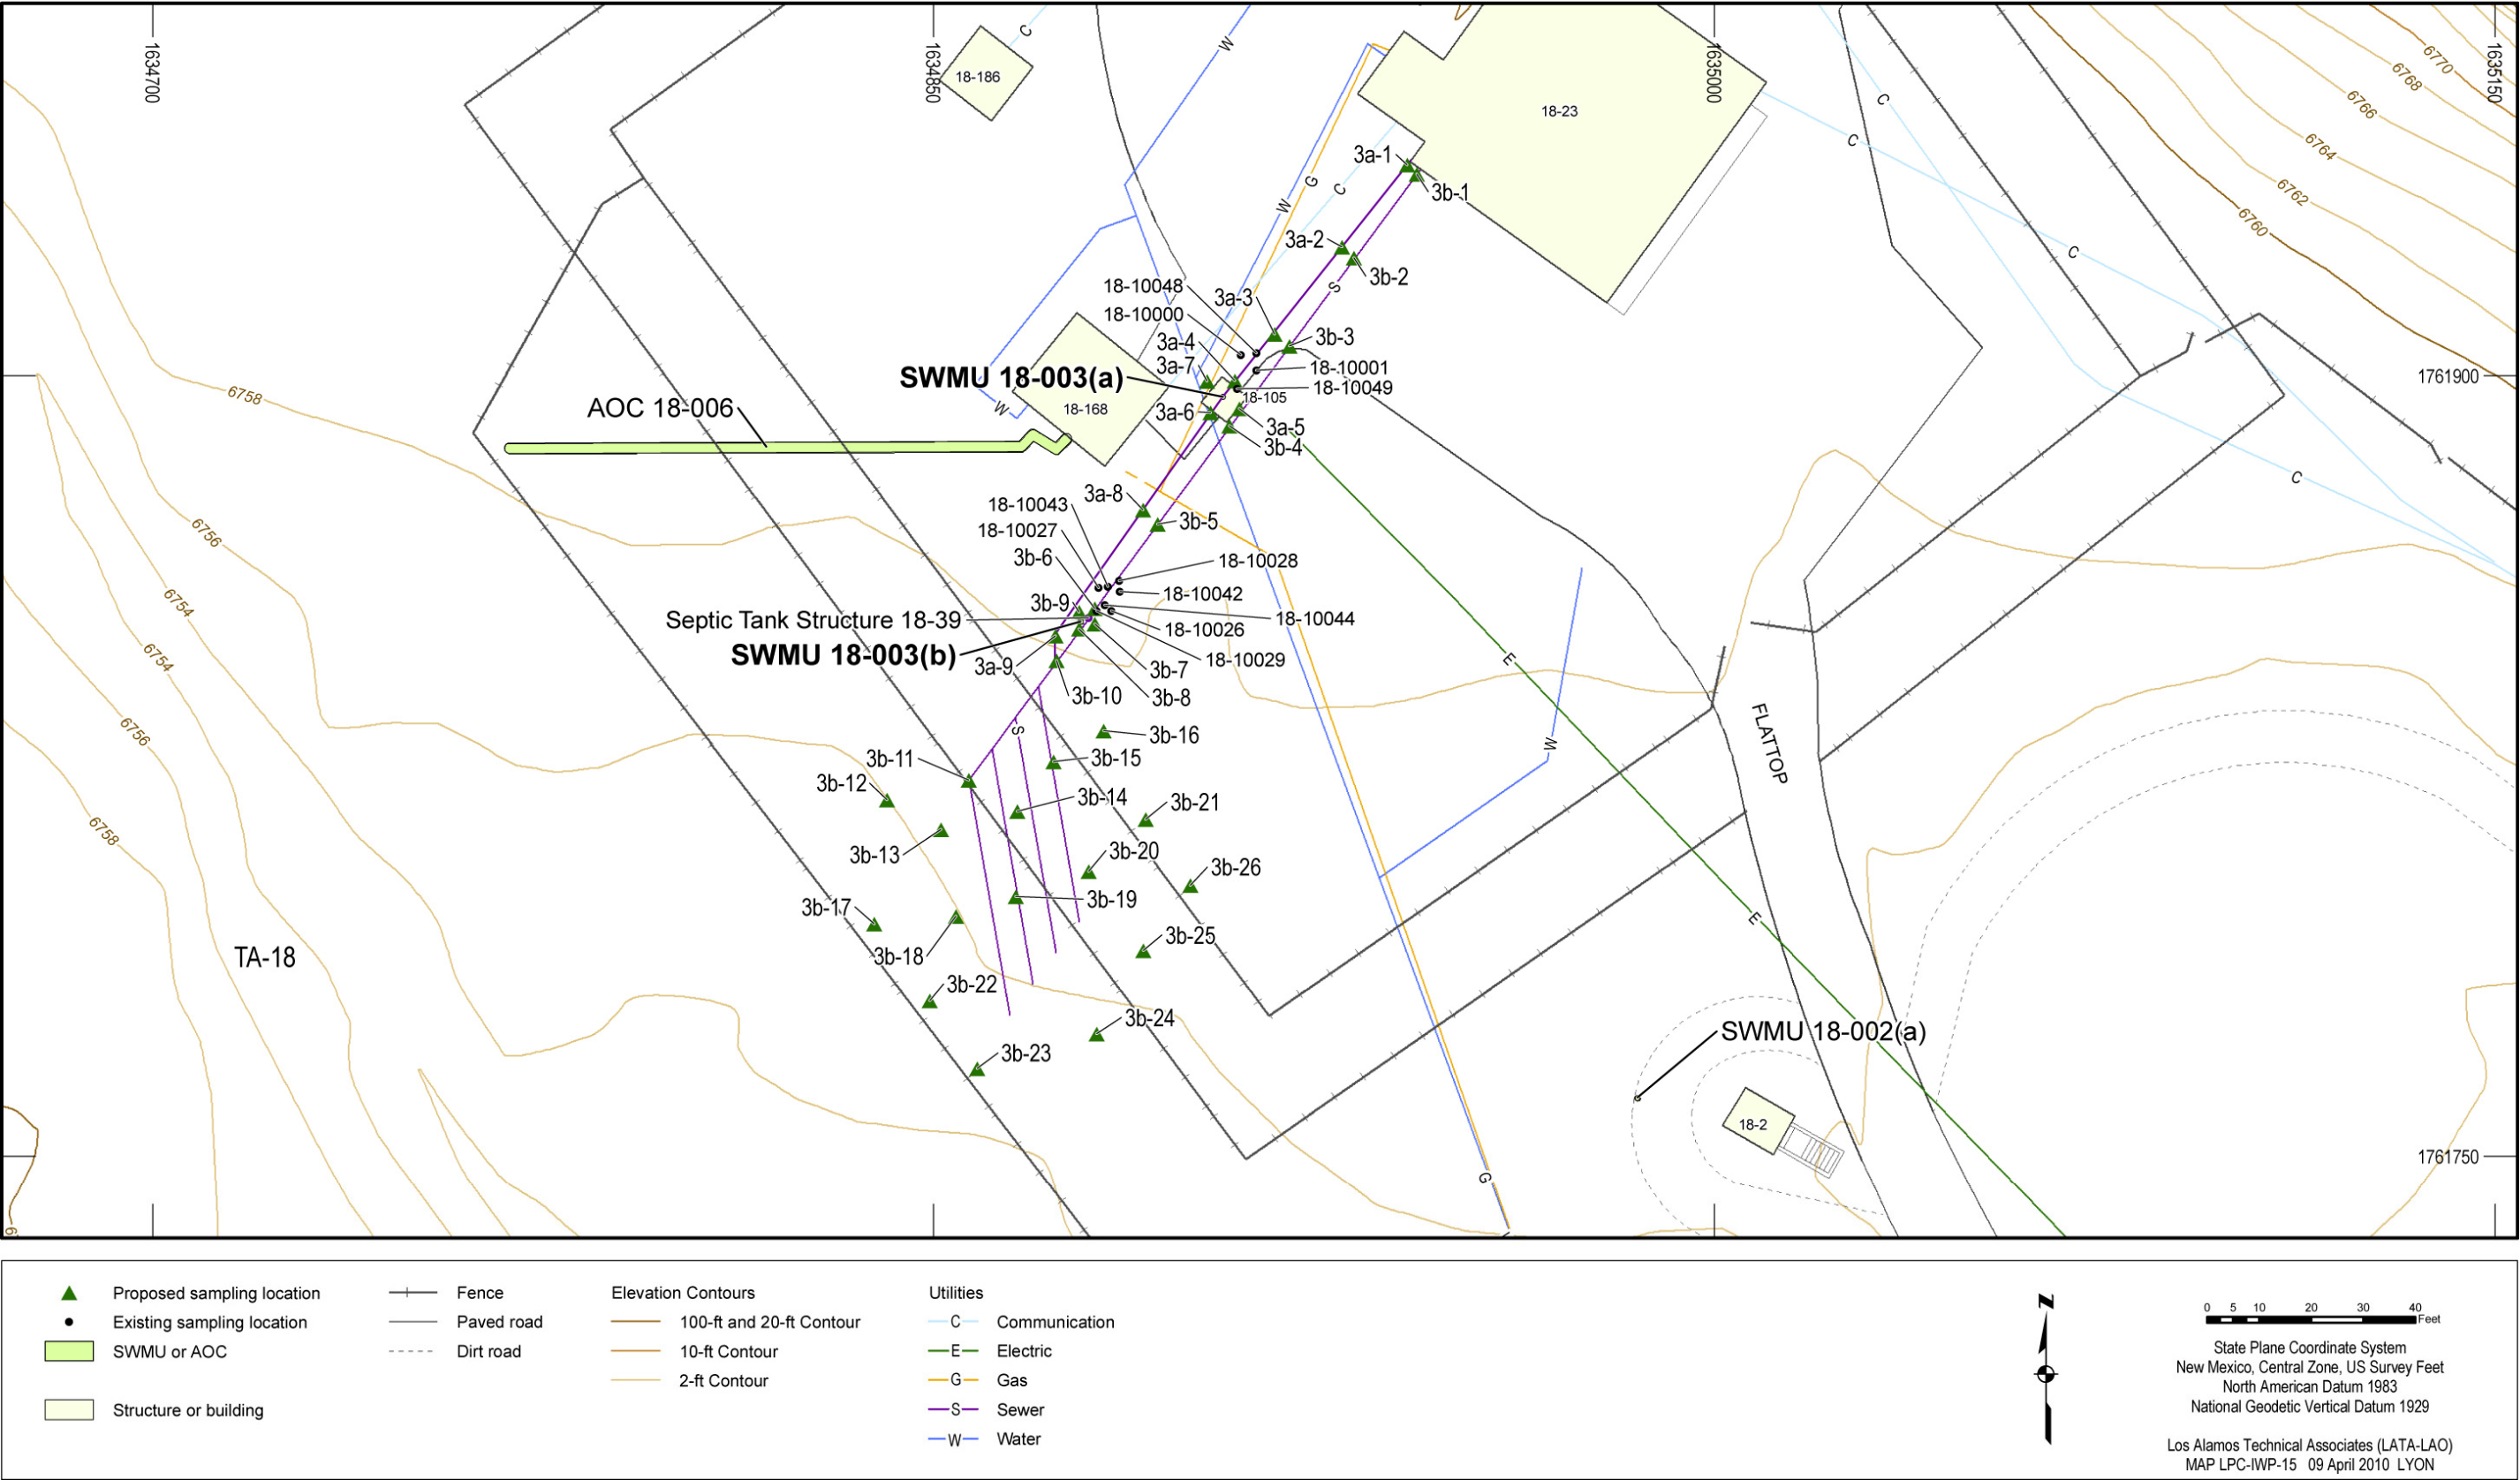 1634700
1634850
1635000
1635150
C
W
18-186
18-23
6770
6768
6766
6764
6762
6760
C
C
C
C
3a-1
3b-1
G
C
W
3a-2
3b-2
S
18-10048
3a-3
18-10000
3b-3
3a-4
3a-7
18-10001
SWMU 18-003(a)
18-10049
18-105
1761900
6758
AOC 18-006
W
18-168
3a-6
3a-5
3b-4
3a-8
18-10043
3b-5
18-10027
6756
3b-6
18-10028
18-10042
6754
3b-9
Septic Tank Structure 18-39
18-10044
18-10026
SWMU 18-003(b)
18-10029
6754
3a-9
3b-7
E
3b-10
3b-8
6756
S
3b-16
W
FLATTOP
3b-11
3b-15
3b-12
3b-14
3b-21
6758
3b-13
3b-20
3b-26
3b-17
3b-19
E
3b-18
3b-25
TA-18
3b-22
3b-24
SWMU 18-002(a)
3b-23
18-2
1761750
G
6
Proposed sampling location
Existing sampling location
SWMU or AOC
Structure or building
Fence
Paved road
Dirt road
Elevation Contours
100-ft and 20-ft Contour
10-ft Contour
2-ft Contour
Utilities
C Communication
E Electric
G Gas
S Sewer
W Water
N
0 5 10 20 30 40
Feet
State Plane Coordinate System
New Mexico, Central Zone, US Survey Feet
North American Datum 1983
National Geodetic Vertical Datum 1929
Los Alamos Technical Associates (LATA-LAO)
MAP LPC-IWP-15 09 April 2010 LYON